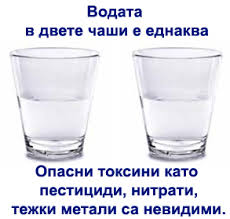 Водата
в двете чаши е еднаква
Опасни токсини като
пестициди, нитрати,
тежки метали са невидими.